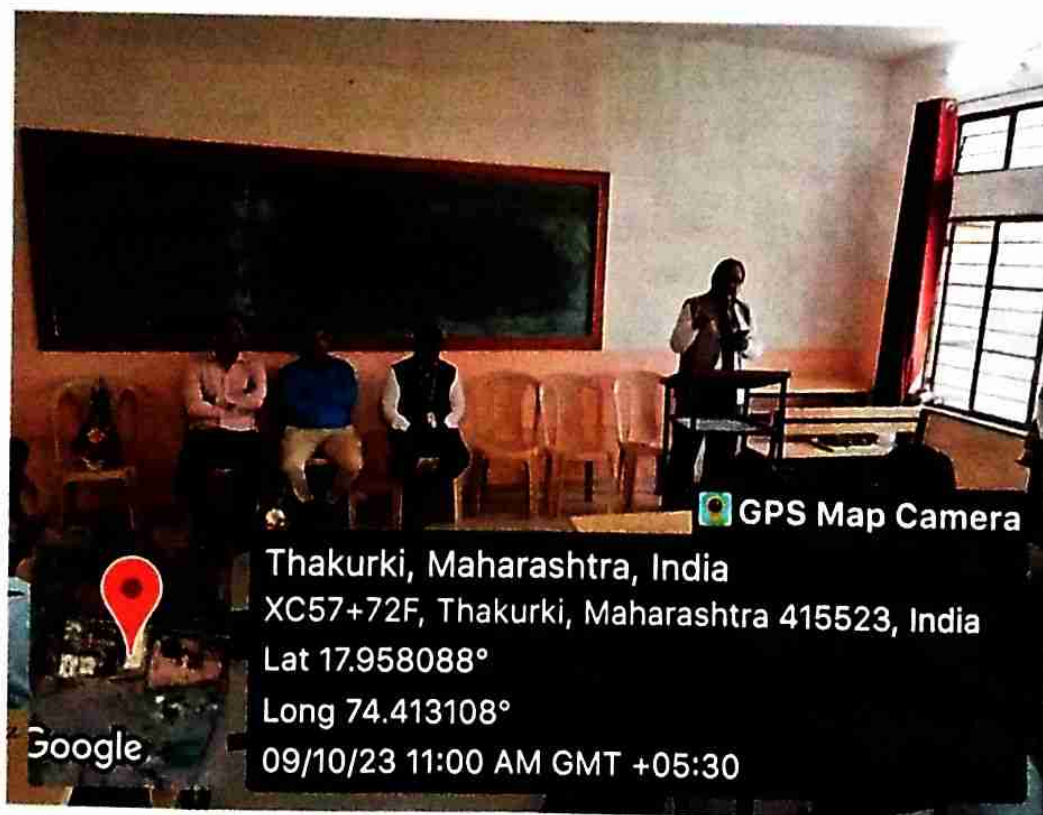 GPS Map Camera
Thakurki, Maharashtra, India
XC57+72F, Thakurki, Maharashtra 415523, India
Lat 17.958088°
Long 74.413108°
09/10/23 11:00 AM GMT +05:30
Google